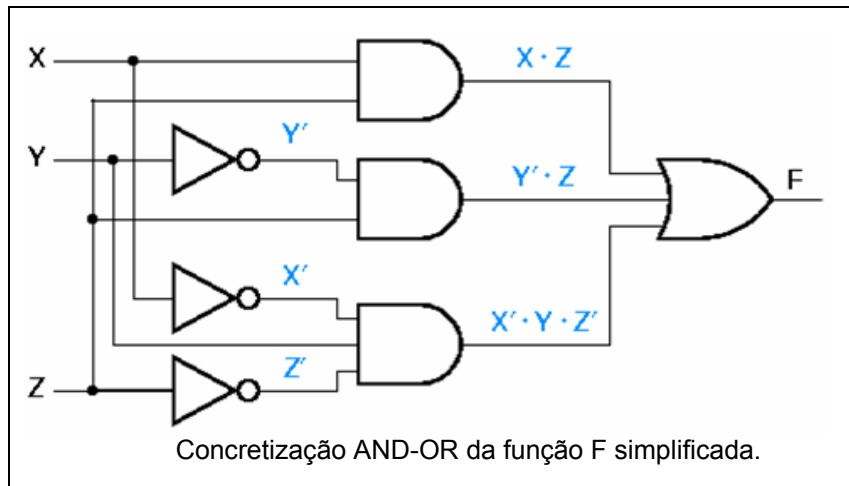 X
X · Z
Y′
Y
Y′ · Z
F
X′
X′ · Y · Z′
Z′
Z
Concretização AND-OR da função F simplificada.